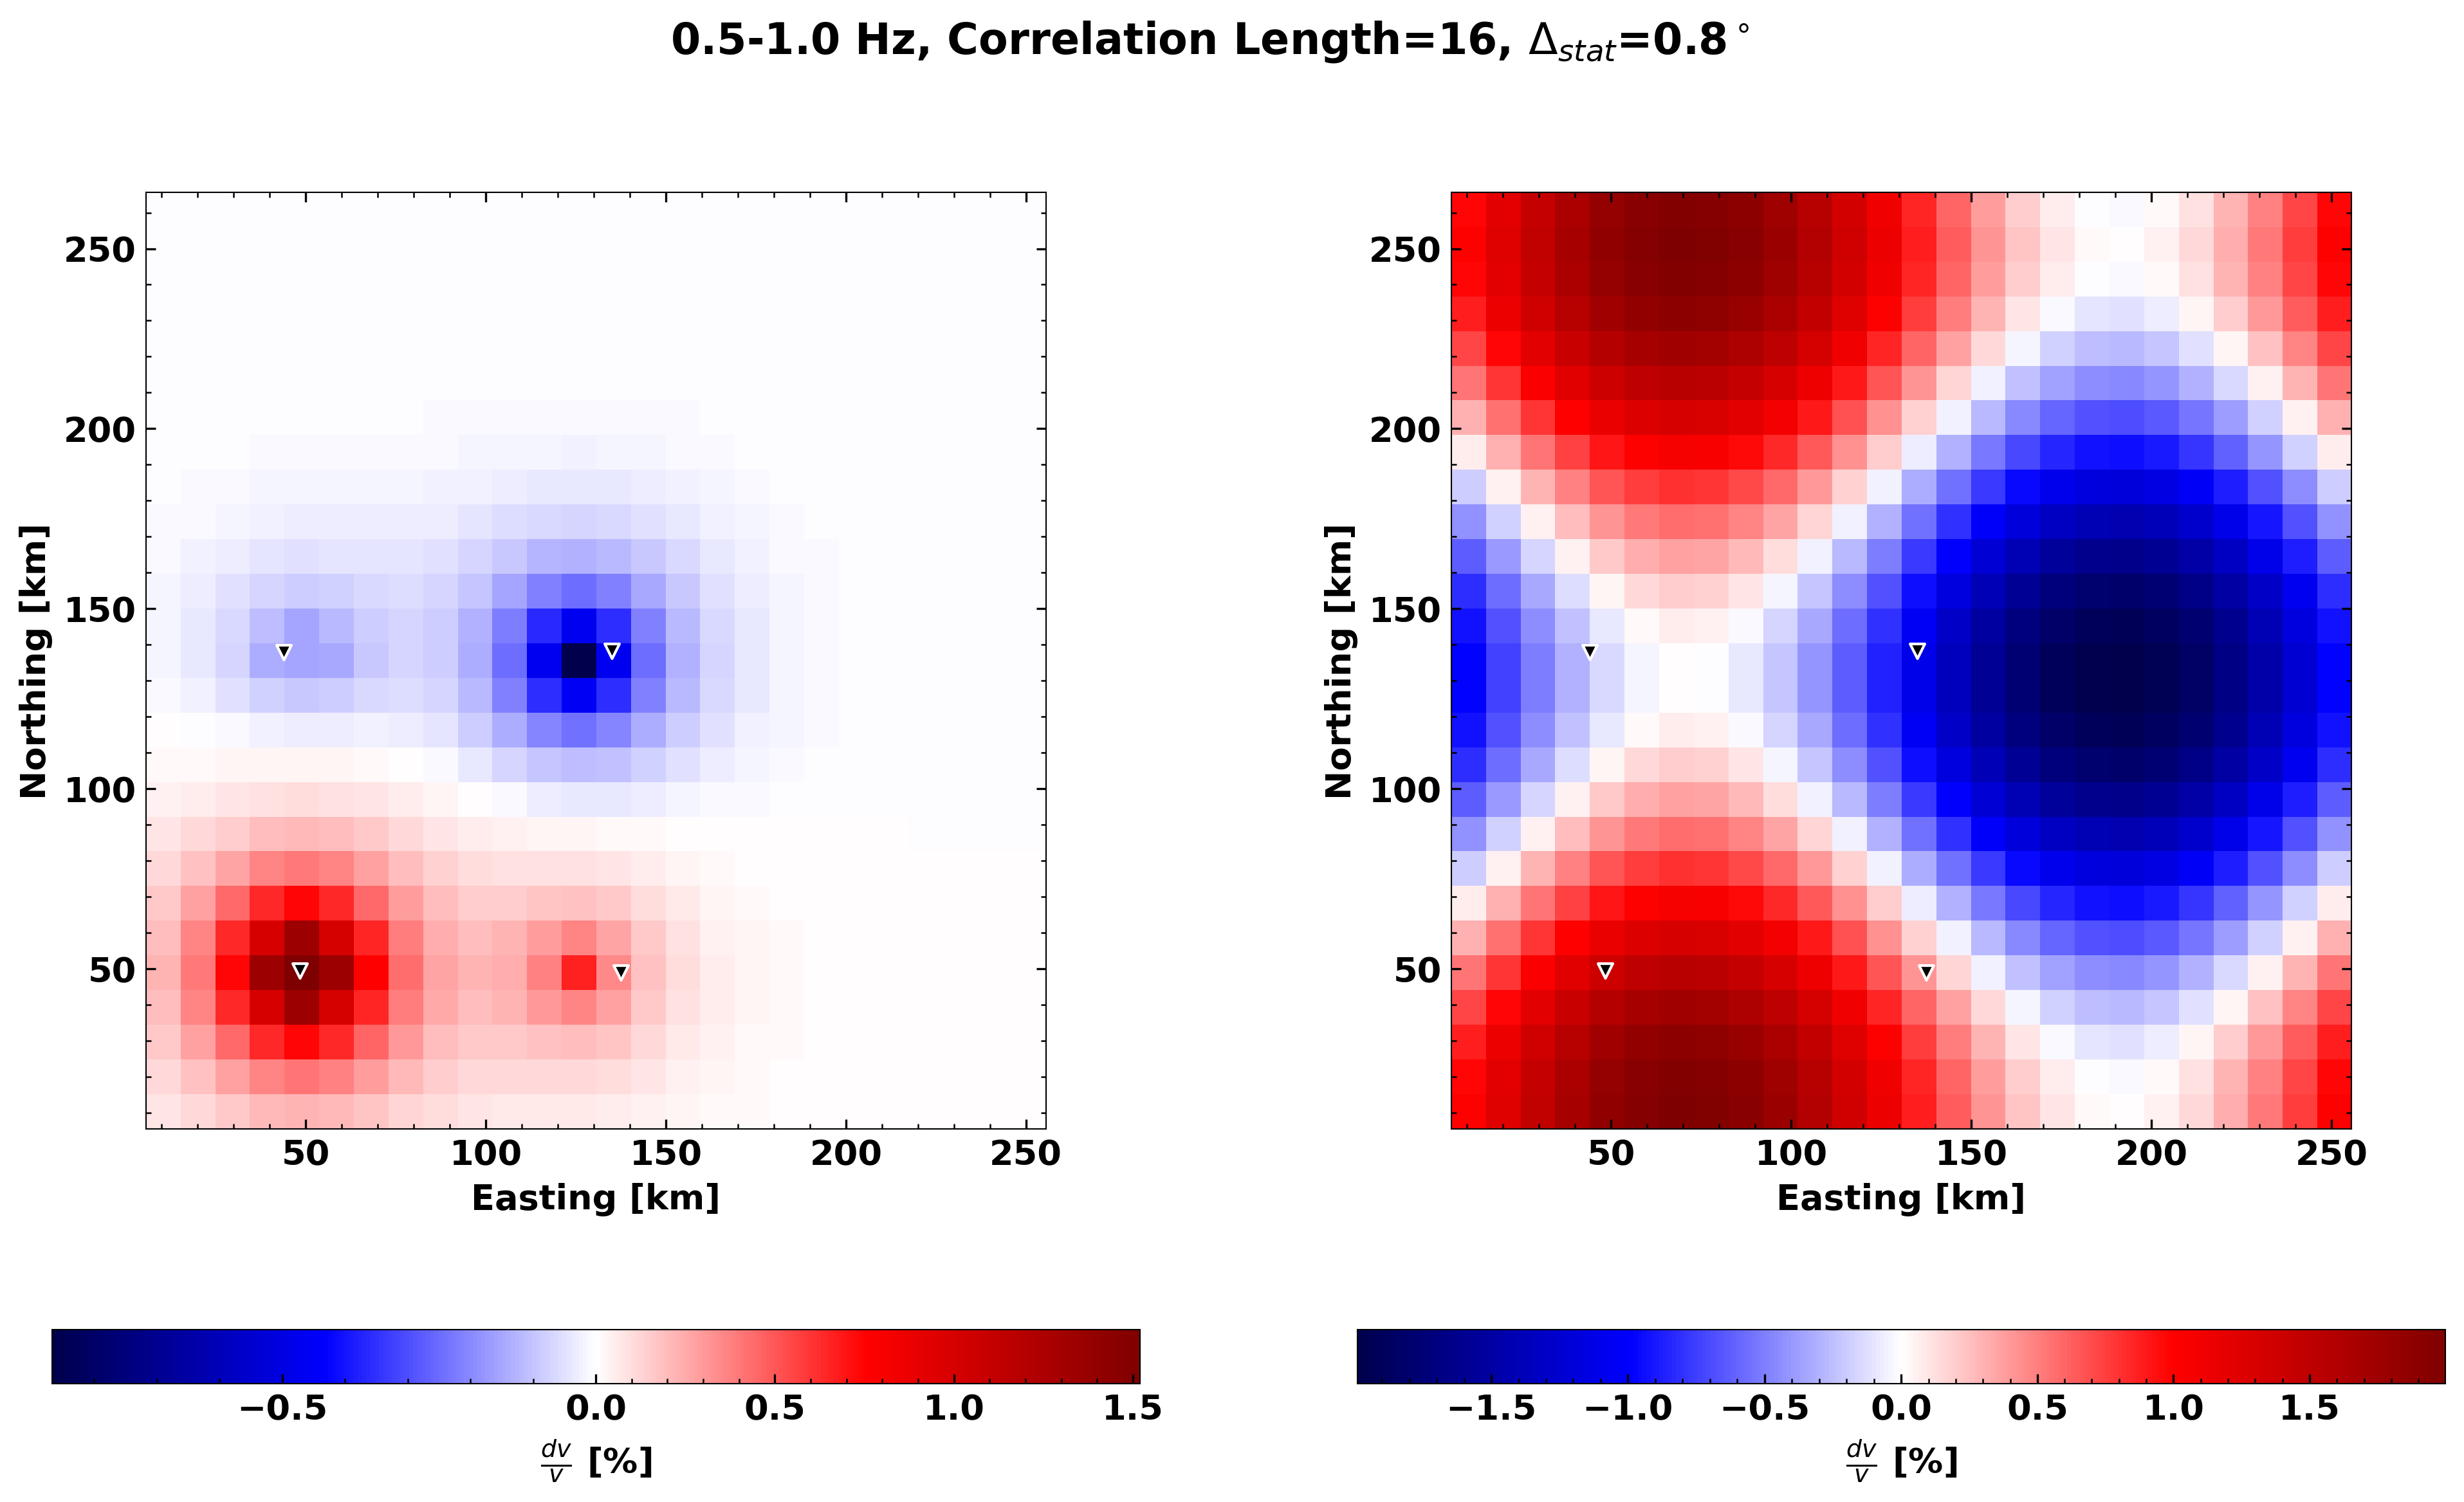 0.5-1.0 Hz, Correlation Length=16, Δstat=0.8°
250
200
150
100
50
Northing [km]
50 100 150 200 250
Easting [km]
250
200
150
100
50
Northing [km]
50 100 150 200 250
Easting [km]
−0.5 0.0 0.5 1.0 1.5
dv/v [%]
−1.5 −1.0 −0.5 0.0 0.5 1.0 1.5
dv/v [%]